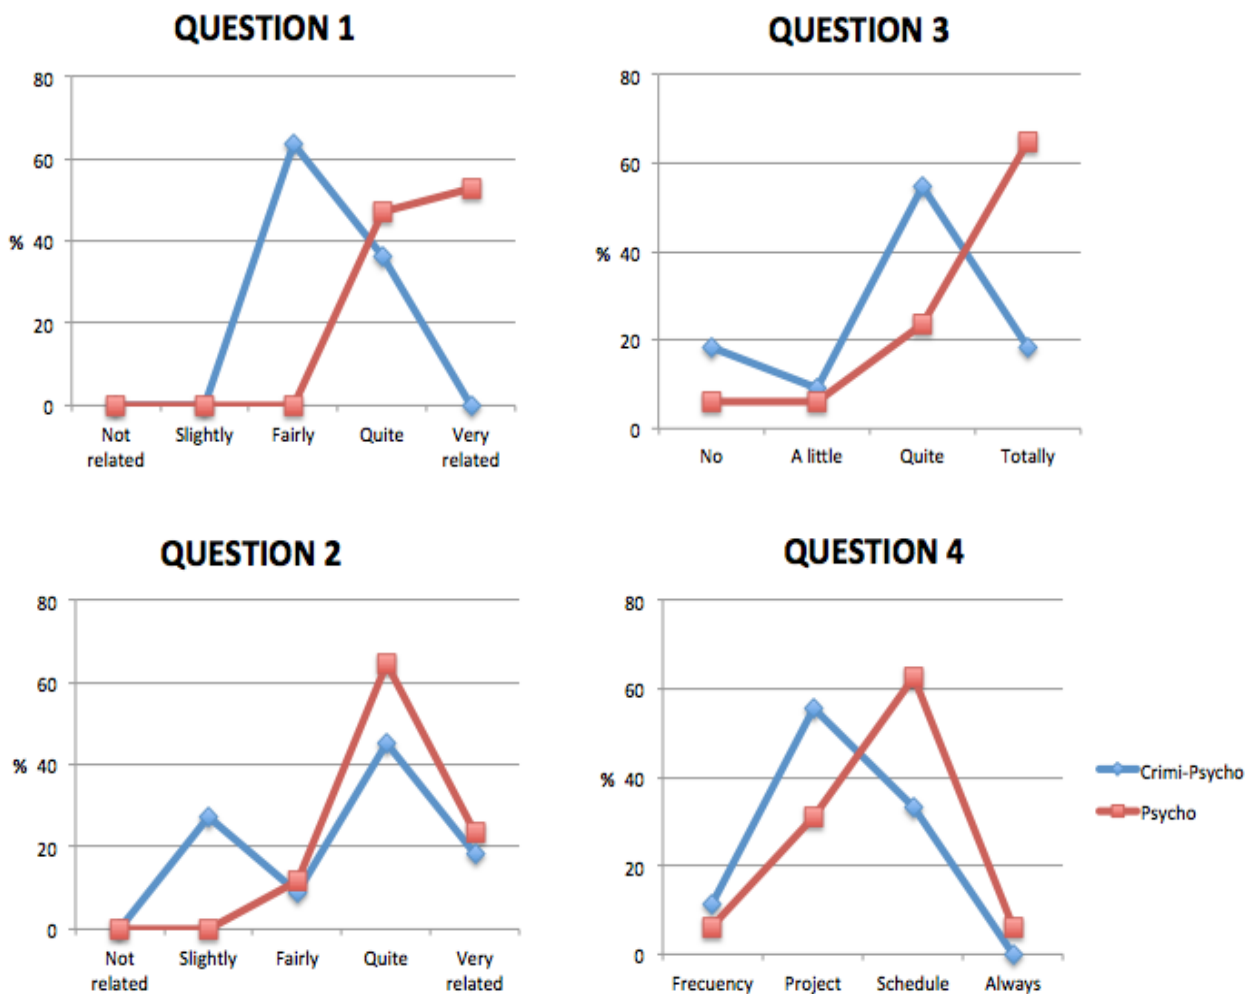 QUESTION 1
80
60
% 40
20
0
Not related
Slightly
Fairly
Quite
Very related
QUESTION 3
80
60
% 40
20
0
No
A little
Quite
Totally
QUESTION 2
80
60
% 40
20
0
Not related
Slightly
Fairly
Quite
Very related
QUESTION 4
80
60
% 40
20
0
Frecuency
Project
Schedule
Always
Crimi-Psycho
Psycho